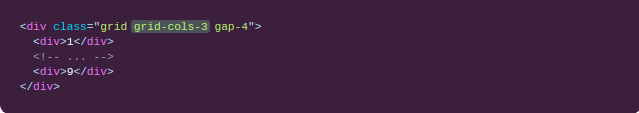 <div class="grid grid-cols-3 gap-4">
  <div>1</div>
  <!-- ... -->
  <div>9</div>
</div>